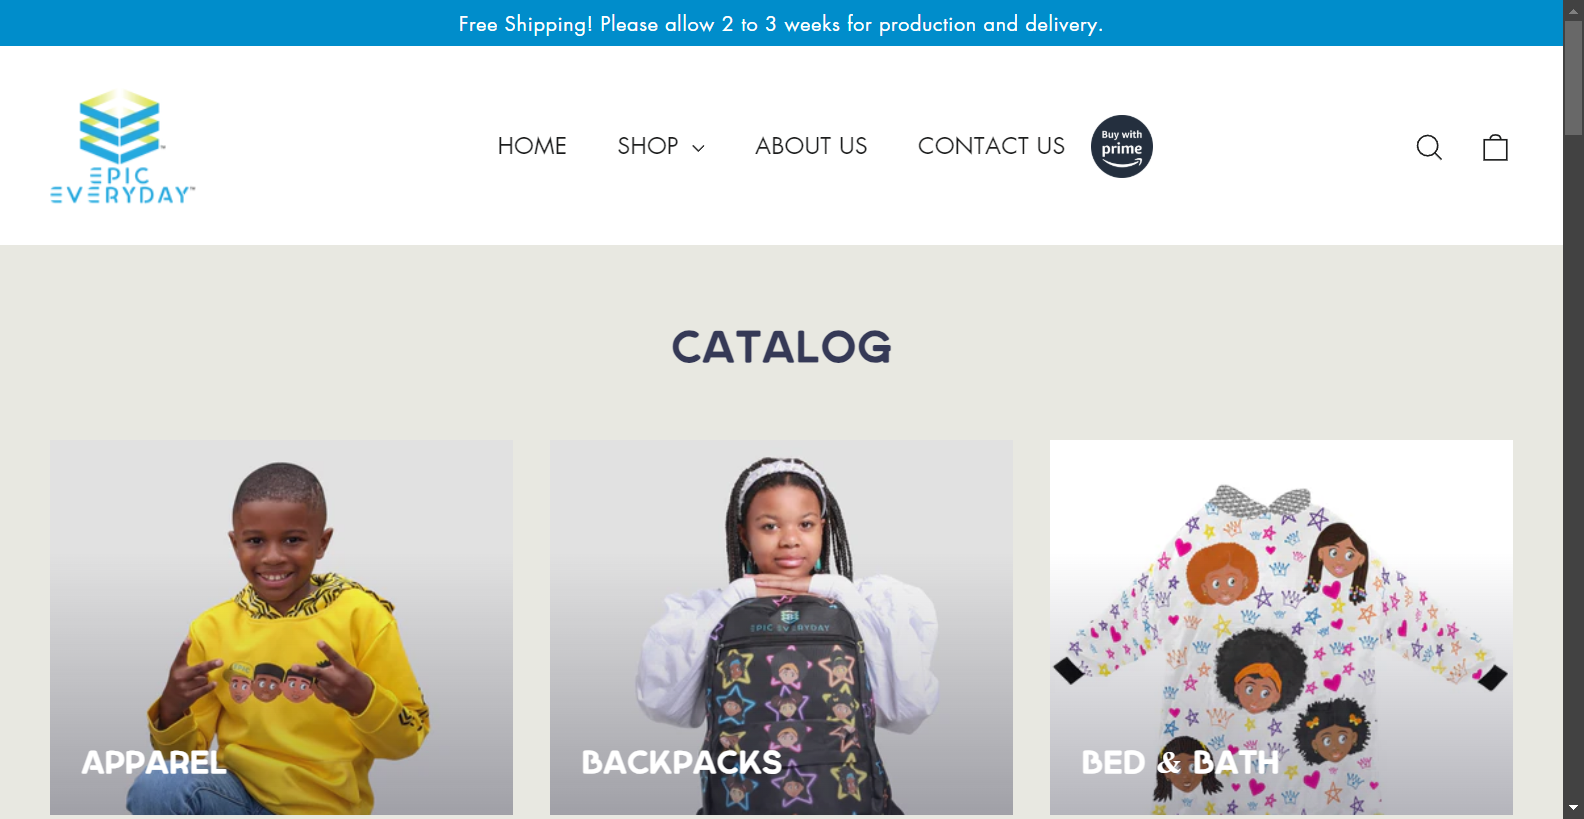 Free Shipping! Please allow 2 to 3 weeks for production and delivery.
EPIC
EVERYDAY™
HOME
SHOP
ABOUT US
CONTACT US
Buy with
prime
CATALOG
EPIC EVERYDAY
APPAREL
BACKPACKS
BED & BATH